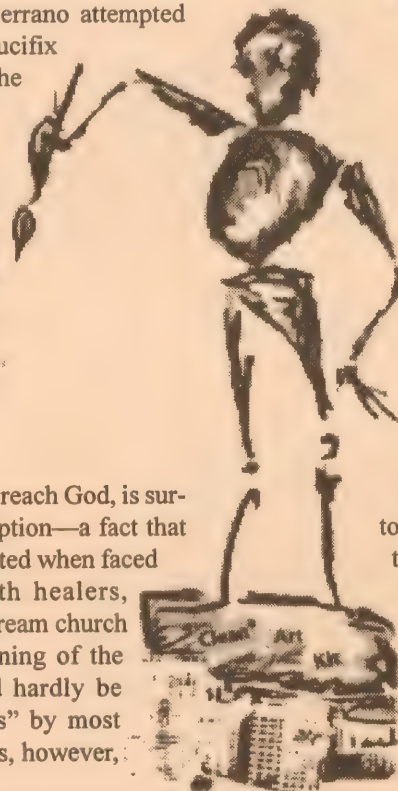 errano attempted
ucifix
he
reach God, is sur-
ption—a fact that
ted when faced
th healers,
ream church
ning of the
l hardly be
s” by most
s, however,
to
t
Art